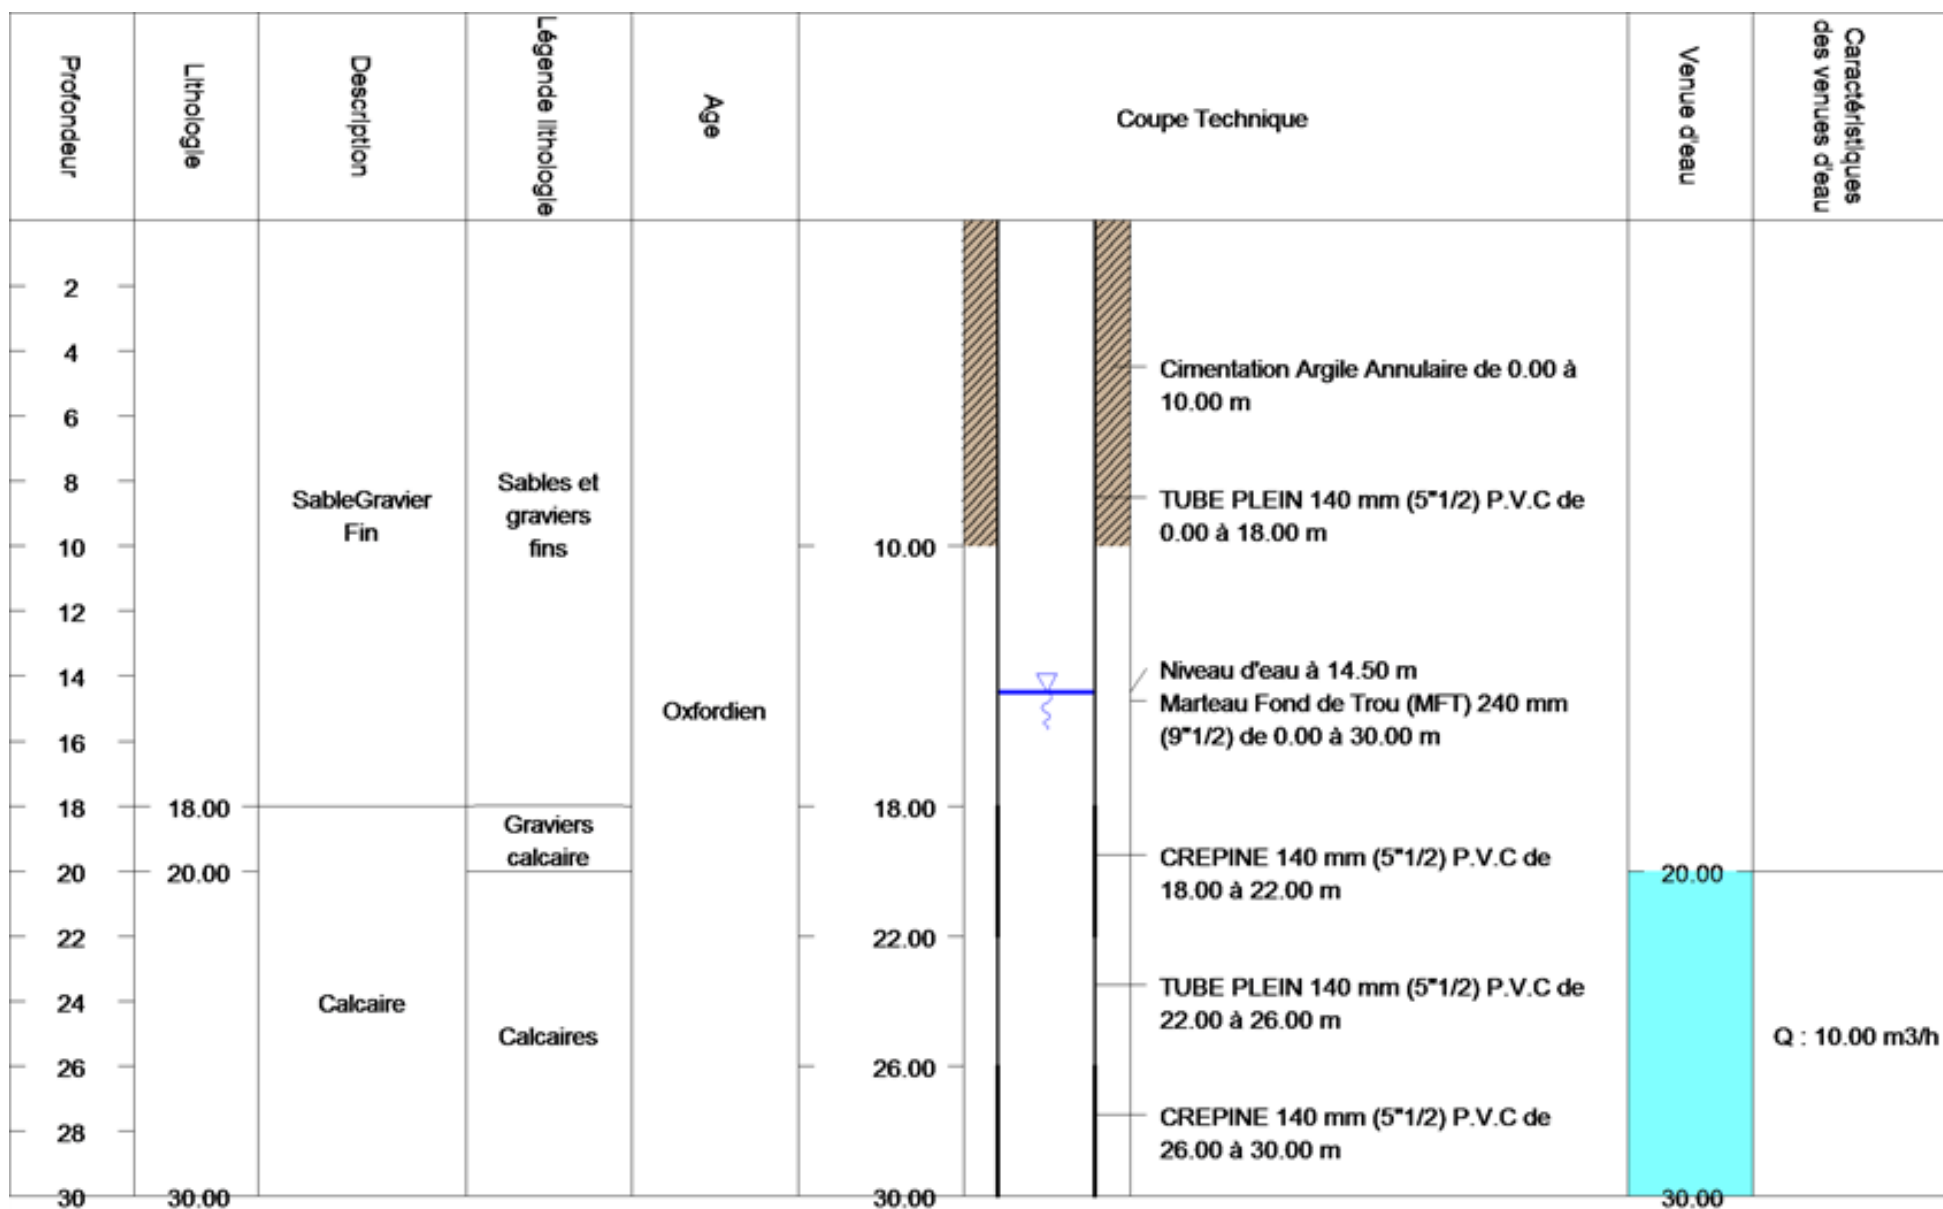 Profondeur
Lithologie
Description
Légende lithologie
Age
Coupe Technique
Venue d'eau
Caractéristiques
des venues d'eau
2
4
6
8
10
12
14
16
18
20
22
24
26
28
30
18.00
20.00
30.00
SableGravier
Fin
Calcaire
Sables et
graviers
fins
Graviers
calcaire
Calcaires
Oxfordien
10.00
18.00
22.00
26.00
30.00
Cimentation Argile Annulaire de 0.00 à
10.00 m
TUBE PLEIN 140 mm (5"1/2) P.V.C de
0.00 à 18.00 m
Niveau d'eau à 14.50 m
Marteau Fond de Trou (MFT) 240 mm
(9"1/2) de 0.00 à 30.00 m
CREPINE 140 mm (5"1/2) P.V.C de
18.00 à 22.00 m
TUBE PLEIN 140 mm (5"1/2) P.V.C de
22.00 à 26.00 m
CREPINE 140 mm (5"1/2) P.V.C de
26.00 à 30.00 m
20.00
30.00
Q : 10.00 m3/h